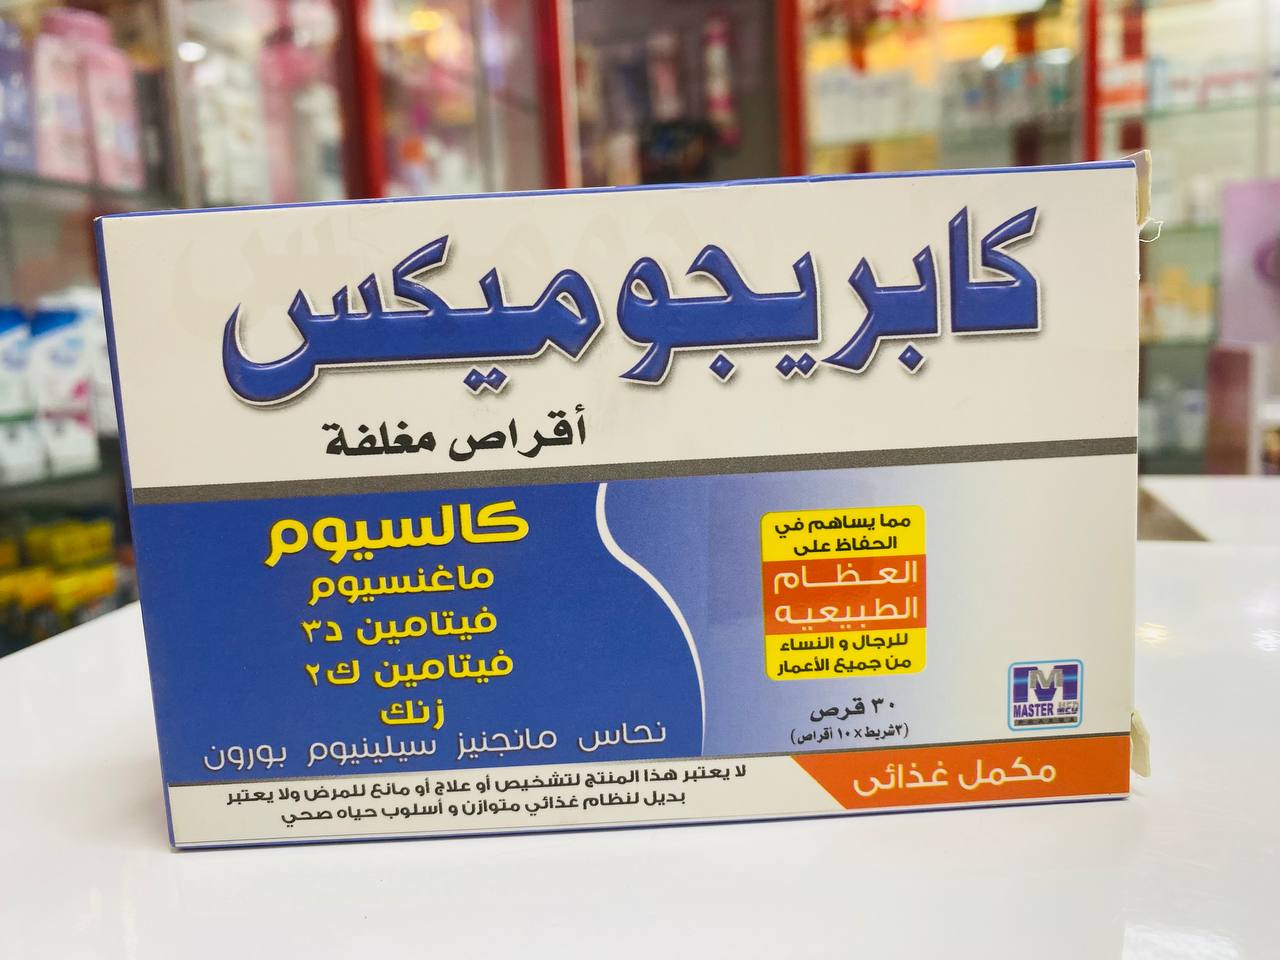 كابريجوميكس
أقراص مغلفة
كالسيوم
ماغنسيوم
فيتامين د٣
فيتامين ك٢
زنك
نحاس مانجنيز سيلينيوم بورون
مما يساهم في
الحفاظ على
العظام
الطبيعيه
للرجال و النساء
من جميع الأعمار
٣٠ قرص
(٣شريط × ١٠ أقراص)
MASTER MED
PHARMA
مكمل غذائى
لا يعتبر هذا المنتج لتشخيص أو علاج أو مانع للمرض ولا يعتبر
بديل لنظام غذائي متوازن و أسلوب حياه صحي